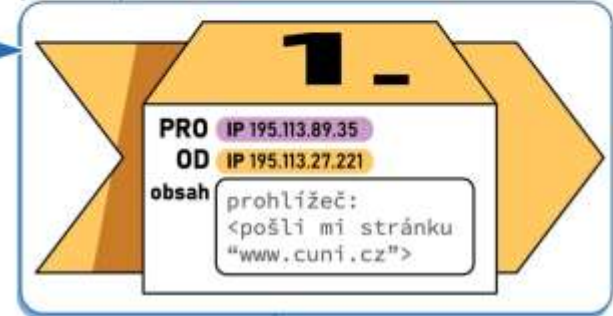 1.
PRO IP 195.113.89.35
OD IP 195.113.27.221
obsah
prohlížeč:
<pošli mi stránku
“www.cuni.cz”>